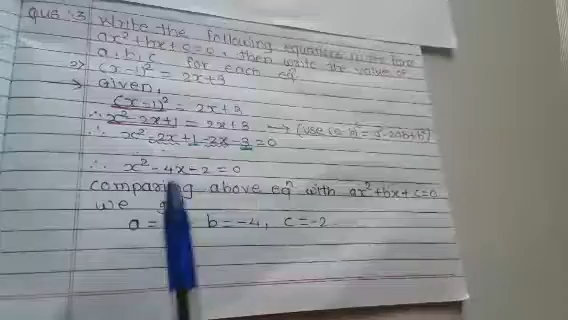 Que :3 Write the following equations in the form
ax²+bx+c=0, then write the value of
a, b, c for each eqⁿ
2) (x-1)² = 2x+3
→ Given,
(x-1)² = 2x+3
∴ x²-2x+1 = 2x+3 → (use (a-b)² = a²-2ab+b²)
∴ x²-2x+1-2x-3=0
∴ x²-4x-2=0
comparing above eqⁿ with ax²+bx+c=0
we
a= b=-4, c=-2